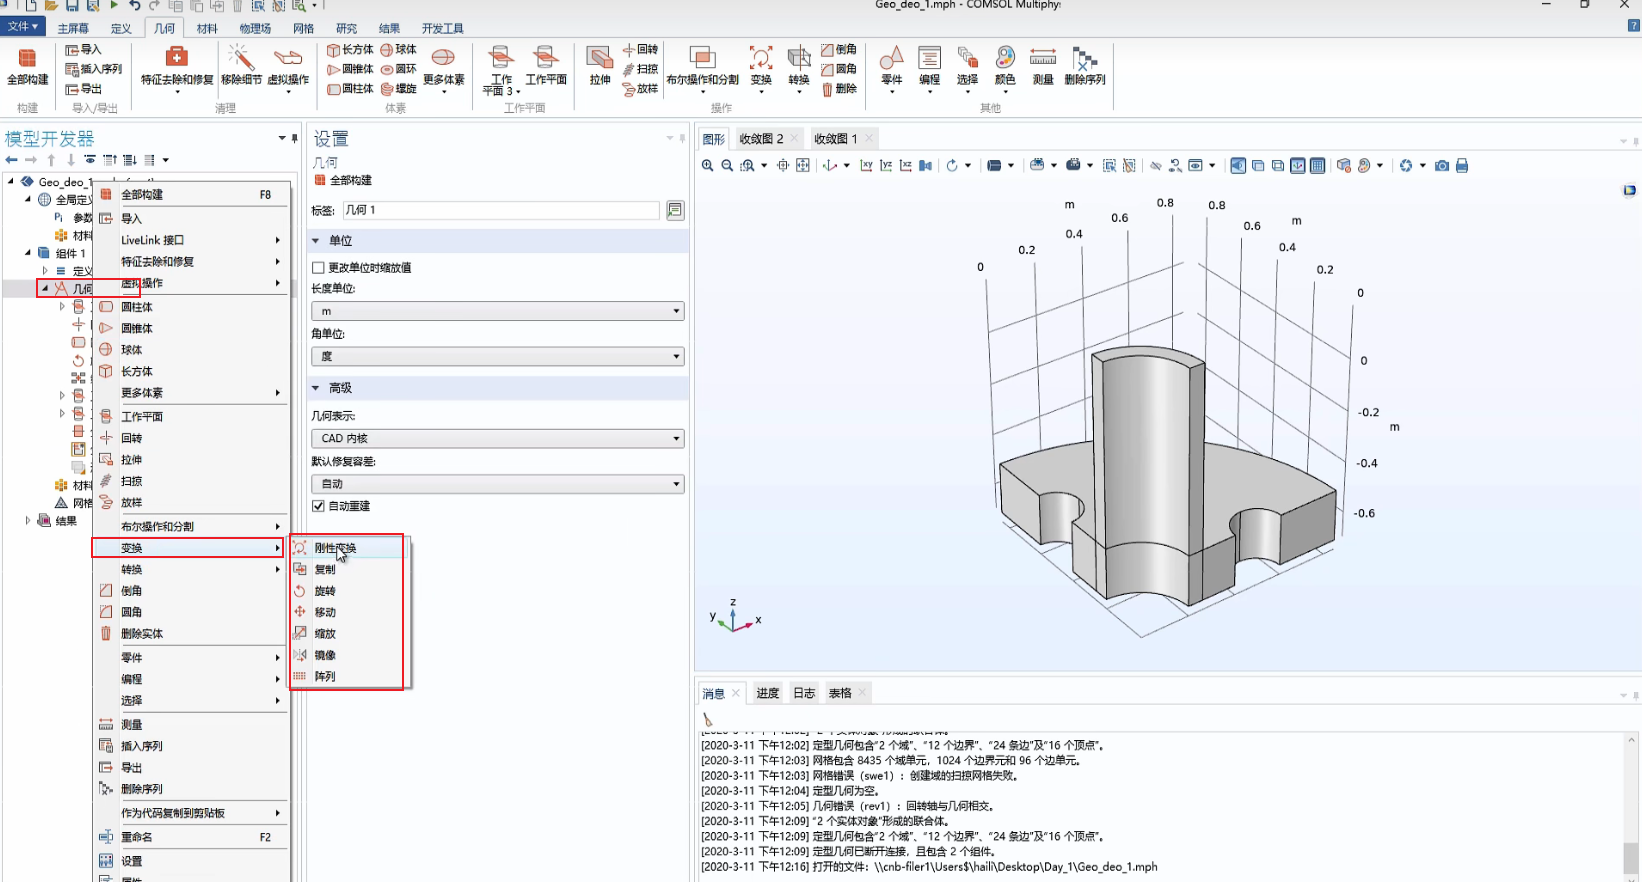 Geo_deo_1.mph - COMSOL Multiphy
文件
主屏幕
定义
几何
材料
物理场
网格
研究
结果
开发工具
全部构建
构建
导入
插入序列
导出
导入/导出
特征去除和修复
移除细节
虚拟操作
清理
长方体
球体
圆锥体
圆环
圆柱体
螺旋
更多体素
体素
工作
平面 3
工作平面
工作平面
拉伸
回转
扫掠
放样
布尔操作和分割
变换
转换
倒角
圆角
删除
操作
零件
编程
选择
颜色
测量
删除序列
其他
模型开发器
Geo_deo_1
全局定义
Pi 参数
材料
组件 1
定义
几何
材料
网格
结果
全部构建 F8
导入
LiveLink 接口
特征去除和修复
虚拟操作
圆柱体
圆锥体
球体
长方体
更多体素
工作平面
回转
拉伸
扫掠
放样
布尔操作和分割
变换
转换
倒角
圆角
删除实体
零件
编程
选择
测量
插入序列
导出
删除序列
作为代码复制到剪贴板
重命名 F2
设置
刚性变换
复制
旋转
移动
缩放
镜像
阵列
设置
几何
全部构建
标签: 几何 1
单位
更改单位时缩放值
长度单位:
m
角单位:
度
高级
几何表示:
CAD 内核
默认修复容差:
自动
自动重建
图形
收敛图 2
收敛图 1
xy
yz
xz
m
0.8
0.8
0.6
m
0.6
0.4
0.4
0.2
0.2
0
0
0
-0.2
m
-0.4
-0.6
z
y
x
消息
进度
日志
表格
[2020-3-11 下午12:02] "2 个实体对象"形成的联合体。
[2020-3-11 下午12:02] 定型几何包含"2 个域"、"12 个边界"、"24 条边"及"16 个顶点"。
[2020-3-11 下午12:03] 网格包含 8435 个域单元，1024 个边界元和 96 个边单元。
[2020-3-11 下午12:03] 网格错误（swe1）: 创建域的扫掠网格失败。
[2020-3-11 下午12:04] 定型几何为空。
[2020-3-11 下午12:05] 几何错误（rev1）: 回转轴与几何相交。
[2020-3-11 下午12:09] "2 个实体对象"形成的联合体。
[2020-3-11 下午12:09] 定型几何包含"2 个域"、"12 个边界"、"24 条边"及"16 个顶点"。
[2020-3-11 下午12:09] 定型几何已断开连接，且包含 2 个组件。
[2020-3-11 下午12:16] 打开的文件: \\cnb-filer1\Users$\haili\Desktop\Day_1\Geo_deo_1.mph